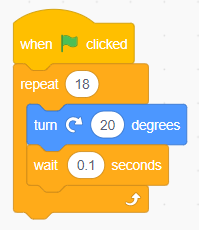 when clicked
repeat 18
turn 20 degrees
wait 0.1 seconds